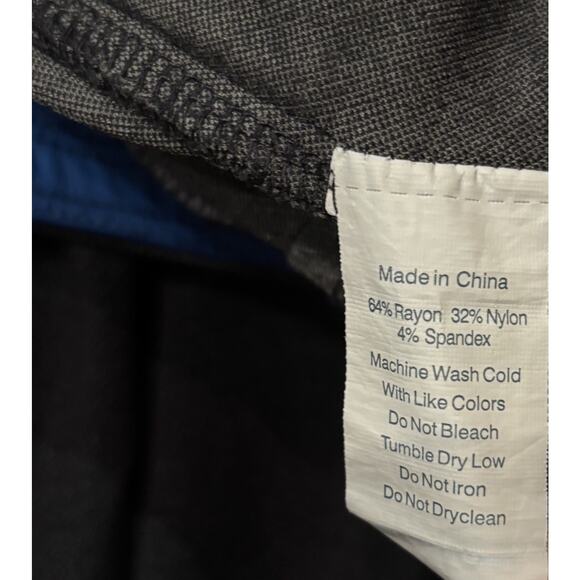 Made in China
64% Rayon 32% Nylon
4% Spandex
Machine Wash Cold
With Like Colors
Do Not Bleach
Tumble Dry Low
Do Not Iron
Do Not Dryclean